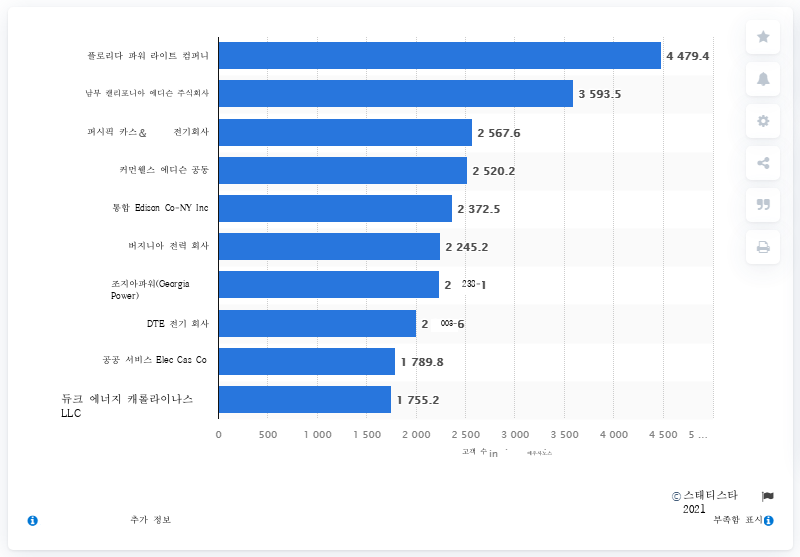 플로리다 파워 라이트 컴퍼니
4 479.4
남부 캘리포니아 에디슨 주식회사
3 593.5
퍼시픽 카스& 전기회사
2 567.6
커먼웰스 에디슨 공동
2 520.2
통합 Edison Co-NY Inc
2 372.5
버지니아 전력 회사
2 245.2
조지아파워(Georgia
Power)
2 238-1
DTE 전기 회사
2 003-6
공공 서비스 Elec Cas Co
1 789.8
듀크 에너지 캐롤라이나스
LLC
1 755.2
0 500 1 000 1 500 2 000 2 500 3 000 3 500 4 000 4 500 5 ...
고객 수 in
© 스태티스타
2021
추가 정보
부족함 표시